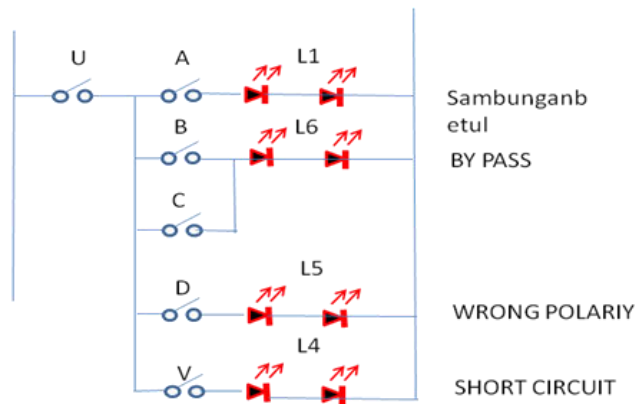 U
A
L1
Sambunganb
etul
B
L6
BY PASS
C
L5
D
WRONG POLARIY
L4
V
SHORT CIRCUIT